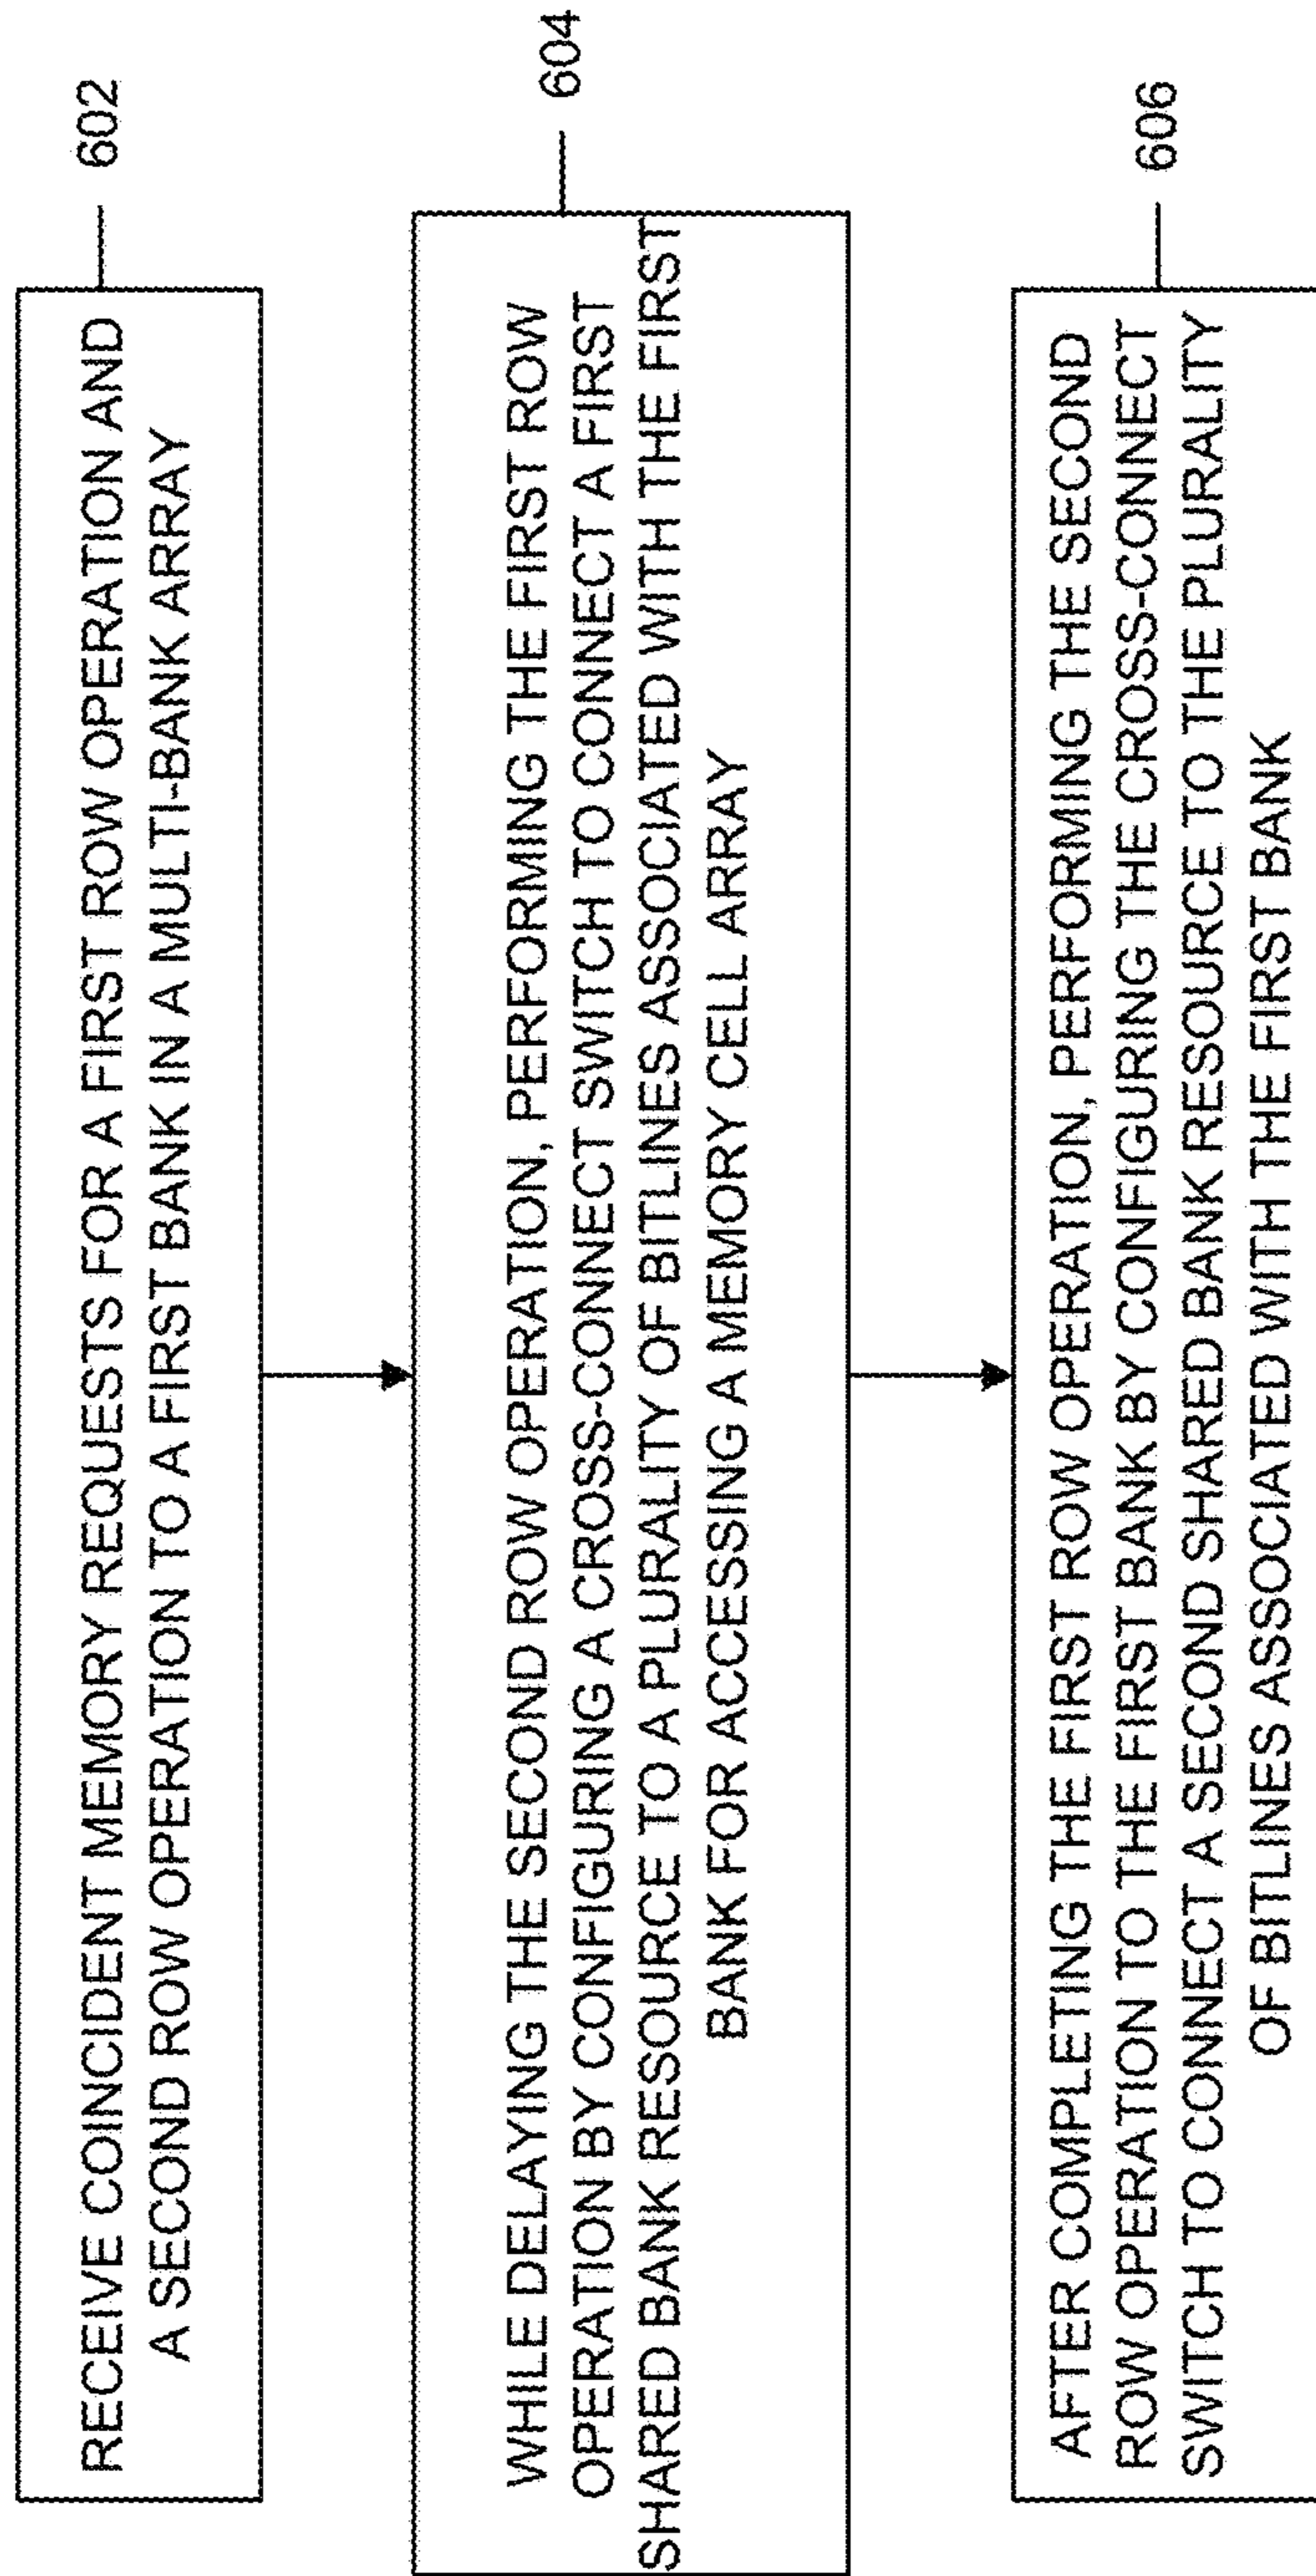 RECEIVE COINCIDENT MEMORY REQUESTS FOR A FIRST ROW OPERATION AND
A SECOND ROW OPERATION TO A FIRST BANK IN A MULTI-BANK ARRAY
602
WHILE DELAYING THE SECOND ROW OPERATION, PERFORMING THE FIRST ROW
OPERATION BY CONFIGURING A CROSS-CONNECT SWITCH TO CONNECT A FIRST
SHARED BANK RESOURCE TO A PLURALITY OF BITLINES ASSOCIATED WITH THE FIRST
BANK FOR ACCESSING A MEMORY CELL ARRAY
604
AFTER COMPLETING THE FIRST ROW OPERATION, PERFORMING THE SECOND
ROW OPERATION TO THE FIRST BANK BY CONFIGURING THE CROSS-CONNECT
SWITCH TO CONNECT A SECOND SHARED BANK RESOURCE TO THE PLURALITY
OF BITLINES ASSOCIATED WITH THE FIRST BANK
606